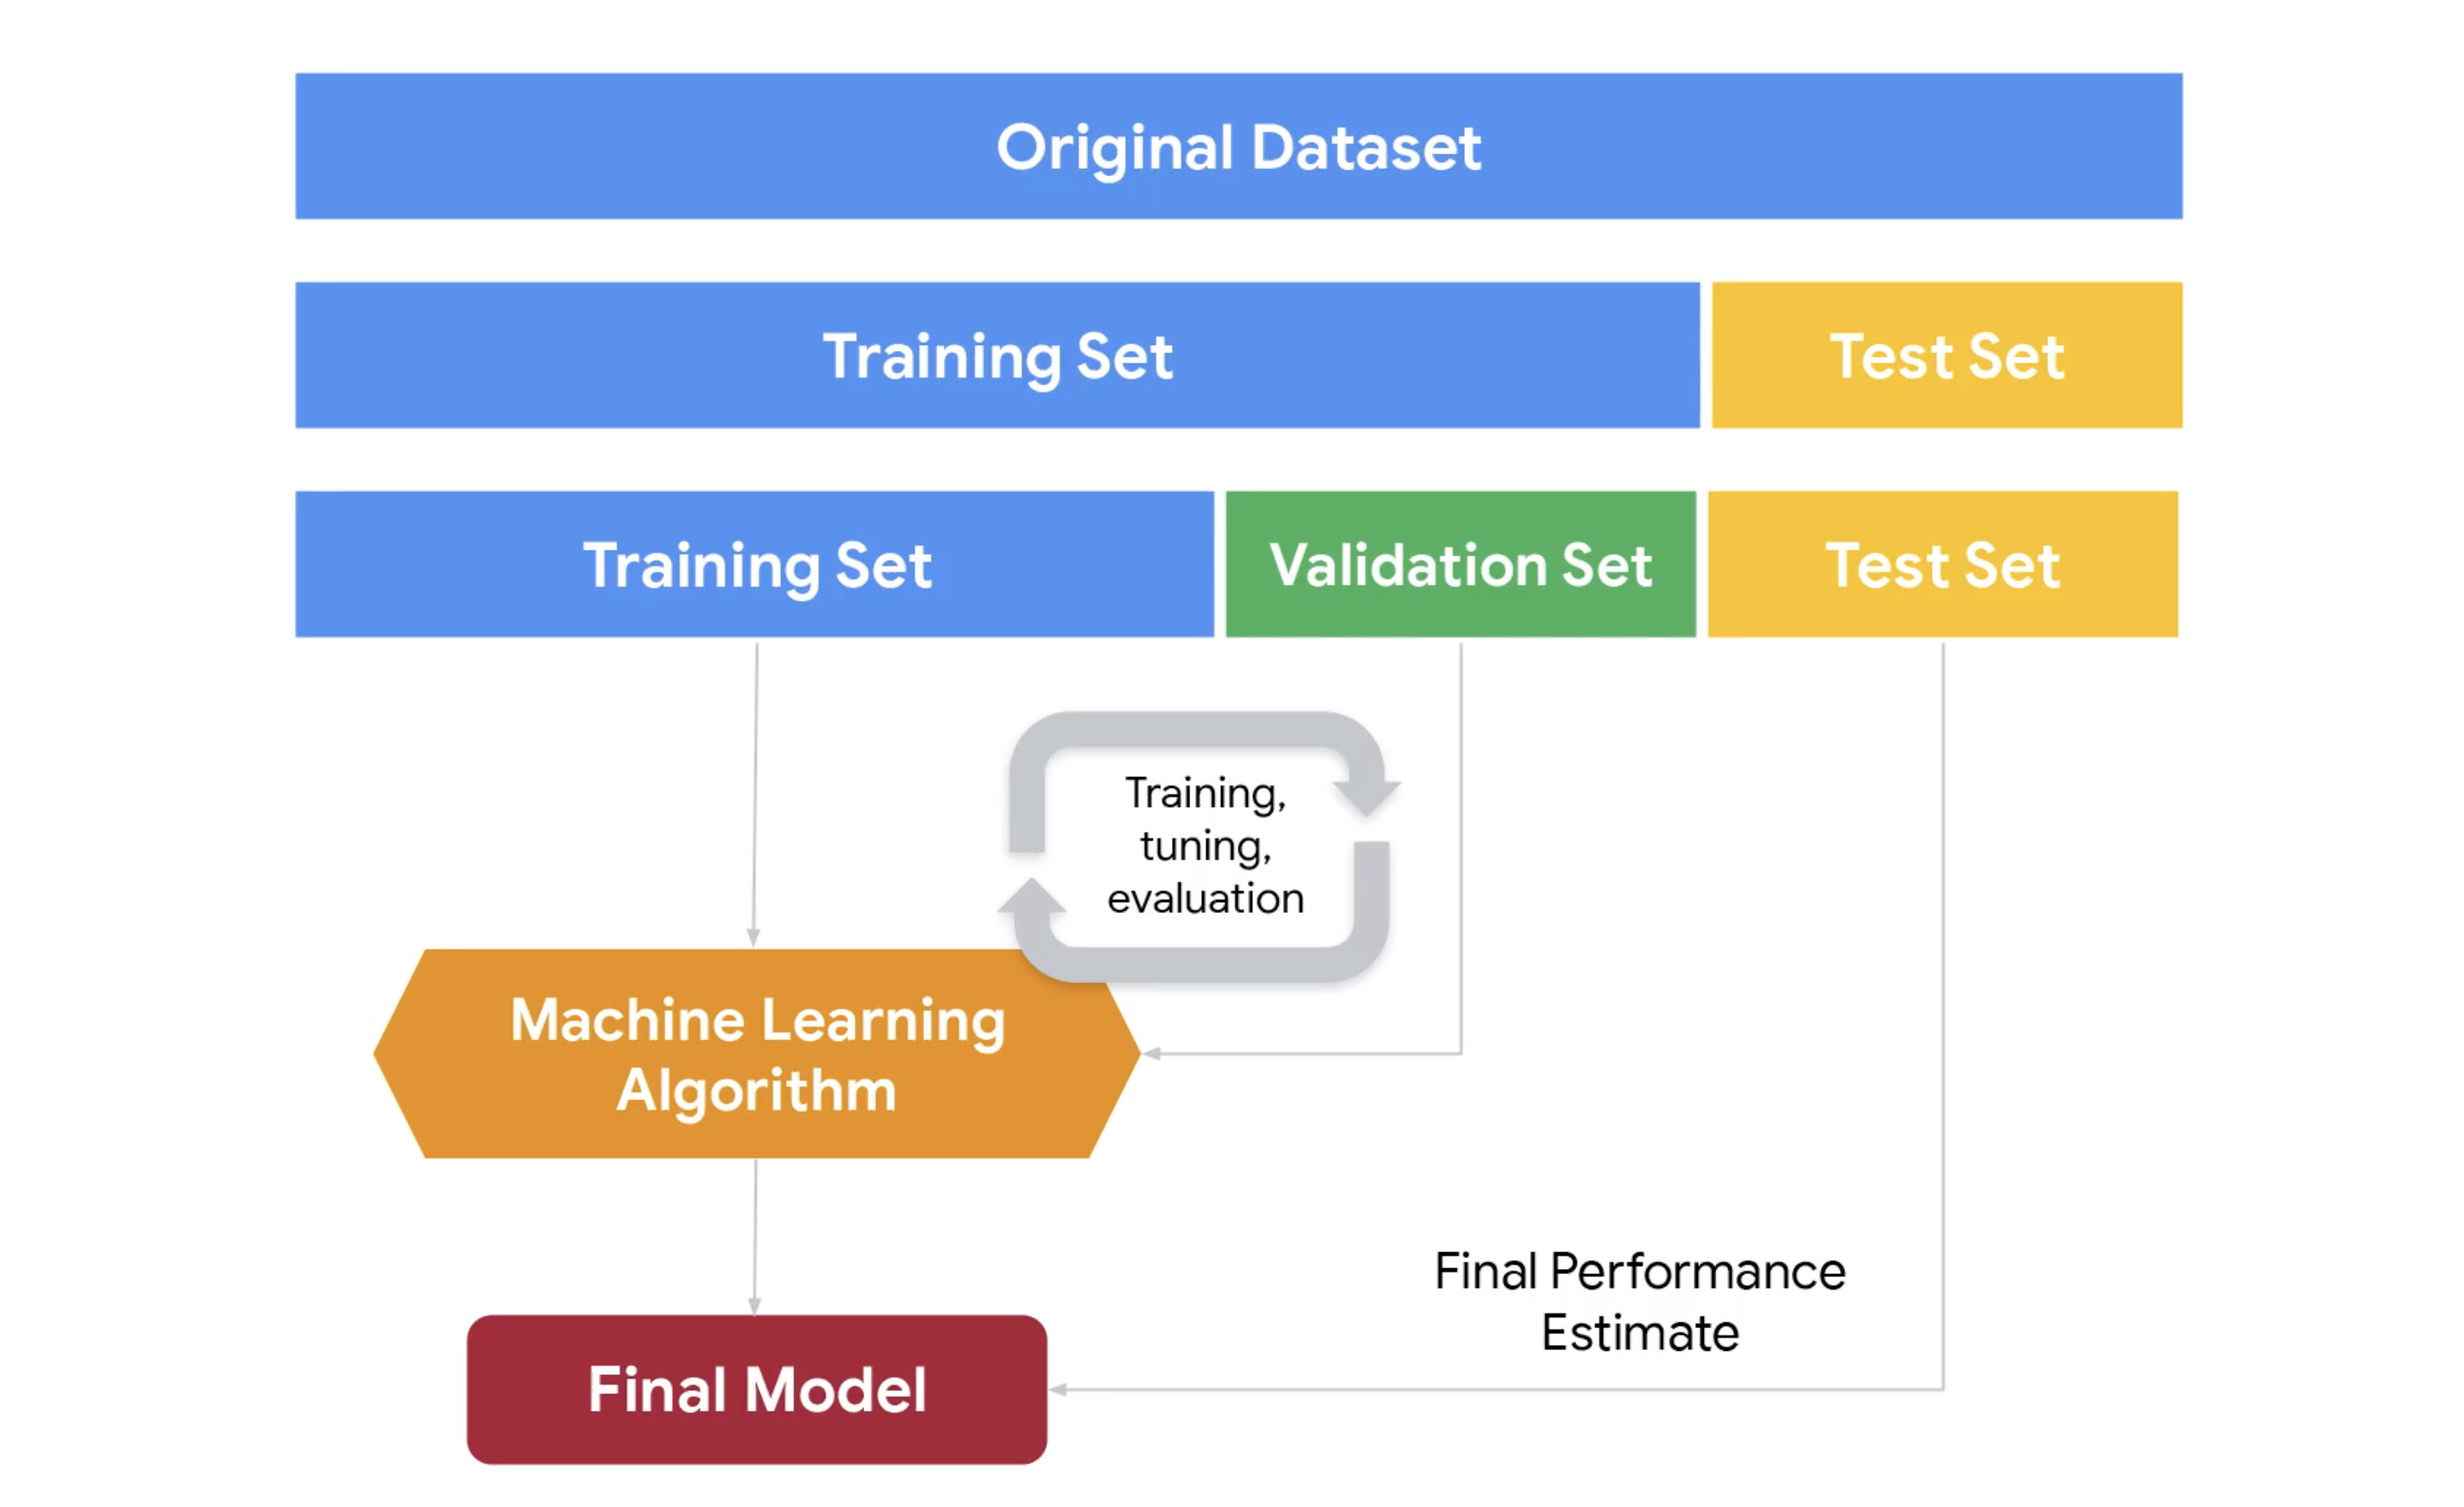 Original Dataset
Training Set
Test Set
Training Set
Validation Set
Test Set
Training,
tuning,
evaluation
Machine Learning
Algorithm
Final Performance
Estimate
Final Model